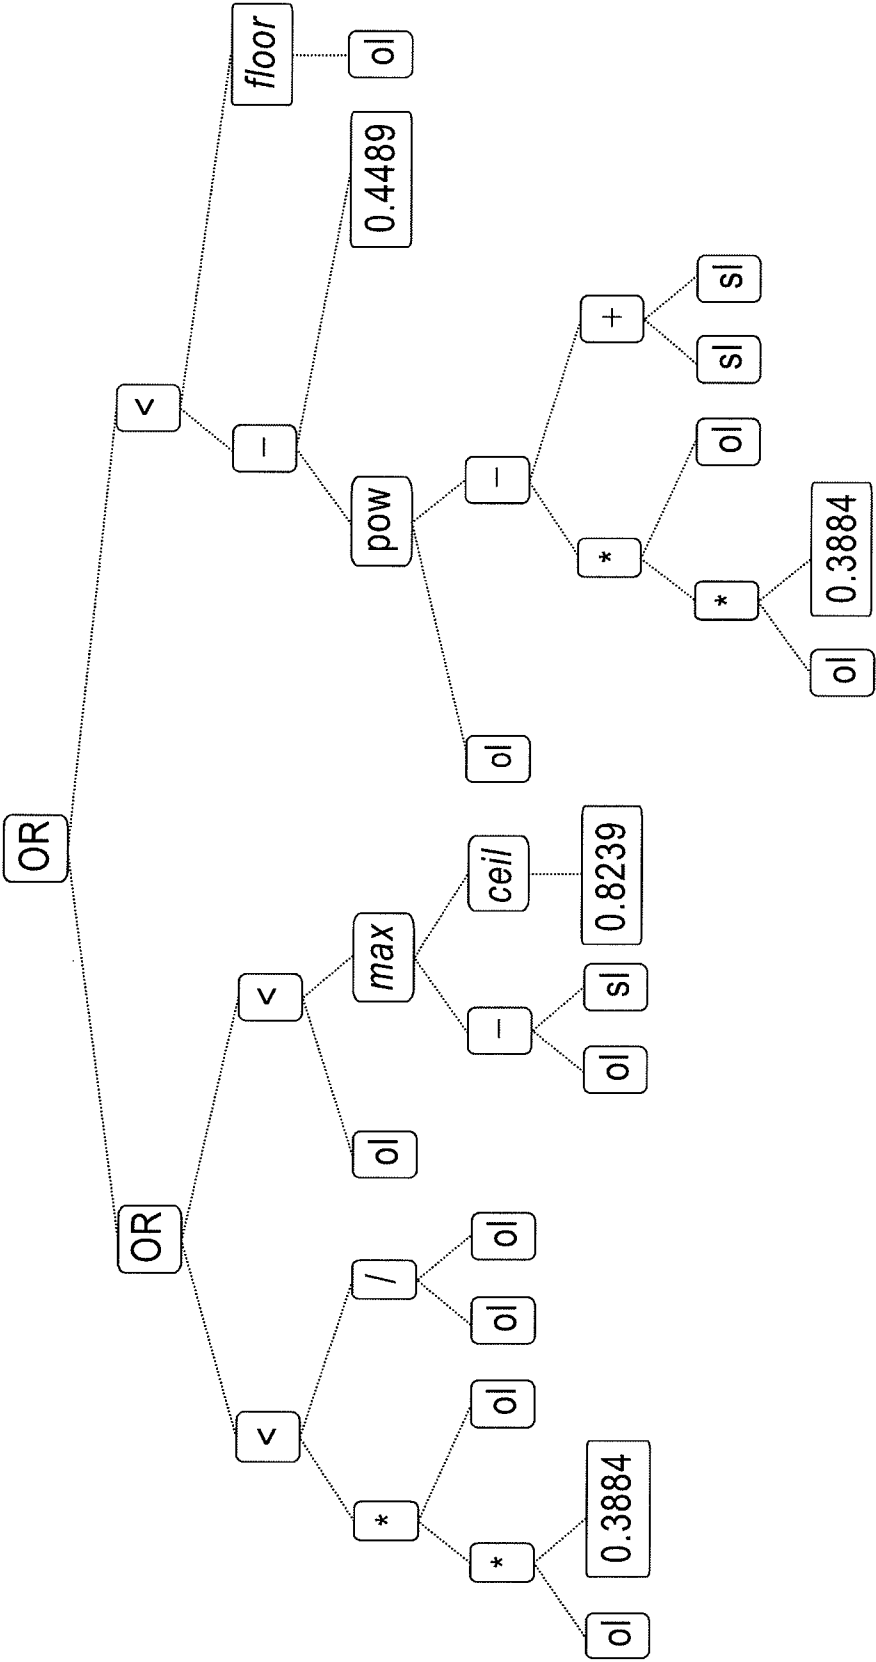 OR
OR <
< < − floor
* / ol max pow 0.4489 ol
* ol ol ol − ceil ol −
ol 0.3884 ol sl 0.8239 * +
* ol sl sl
ol 0.3884